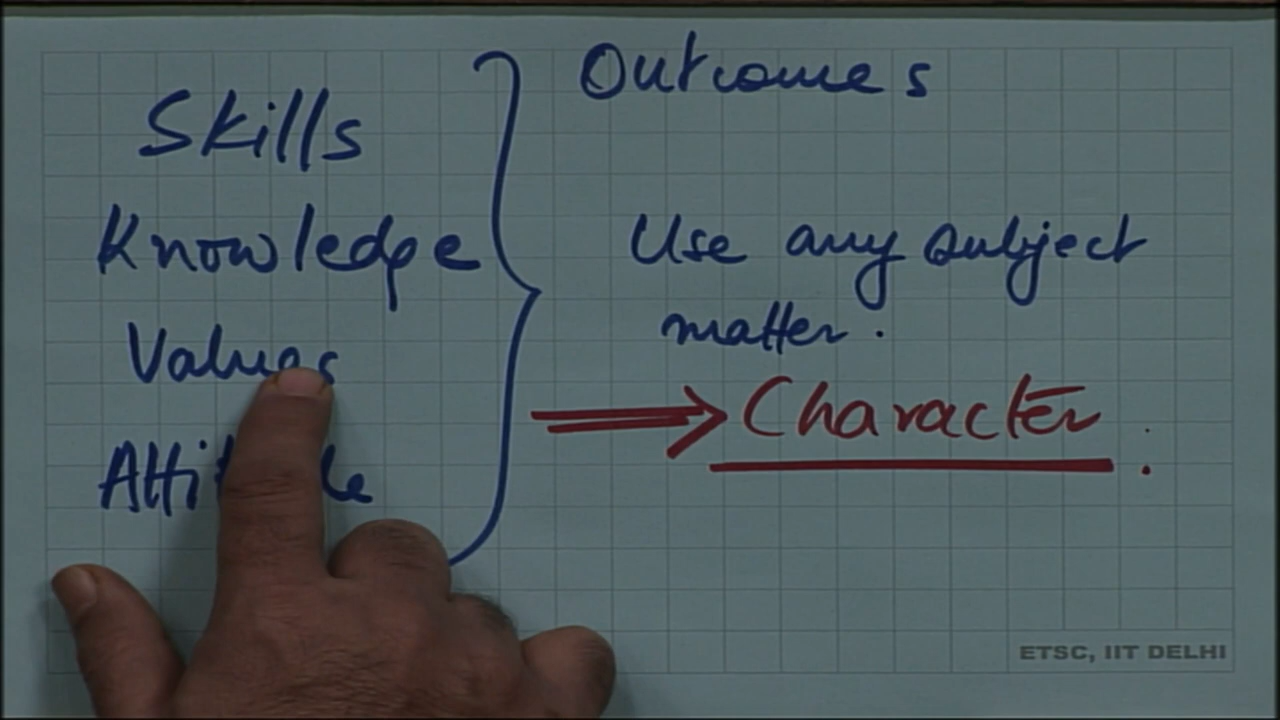 Outcomes
Skills
Knowledge
Values
Use any subject
matter.
Character.
ETSC, IIT DELHI